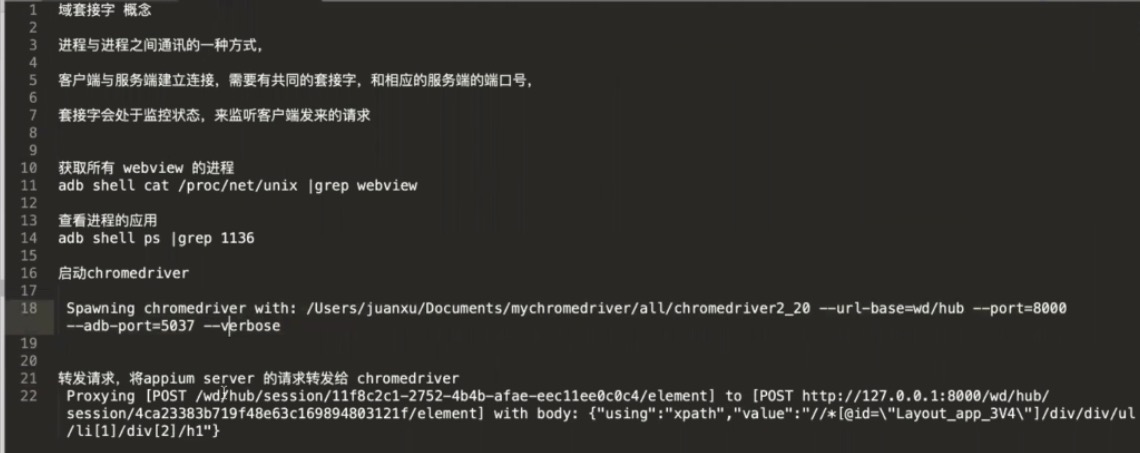 1 域套接字 概念
2
3 进程与进程之间通讯的一种方式，
4
5 客户端与服务端建立连接，需要有共同的套接字，和相应的服务端的端口号，
6
7 套接字会处于监控状态，来监听客户端发来的请求
8
9
10 获取所有 webview 的进程
11 adb shell cat /proc/net/unix |grep webview
12
13 查看进程的应用
14 adb shell ps |grep 1136
15
16 启动chromedriver
17
18 Spawning chromedriver with: /Users/juanxu/Documents/mychromedriver/all/chromedriver2_20 --url-base=wd/hub --port=8000
--adb-port=5037 --verbose
19
20
21 转发请求，将appium server 的请求转发给 chromedriver
22 Proxying [POST /wd/hub/session/11f8c2c1-2752-4b4b-afae-eec11ee0c0c4/element] to [POST http://127.0.0.1:8000/wd/hub/
session/4ca23383b719f48e63c169894803121f/element] with body: {"using":"xpath","value":"//*[@id=\"Layout_app_3V4\"]/div/div/ul
/li[1]/div[2]/h1"}